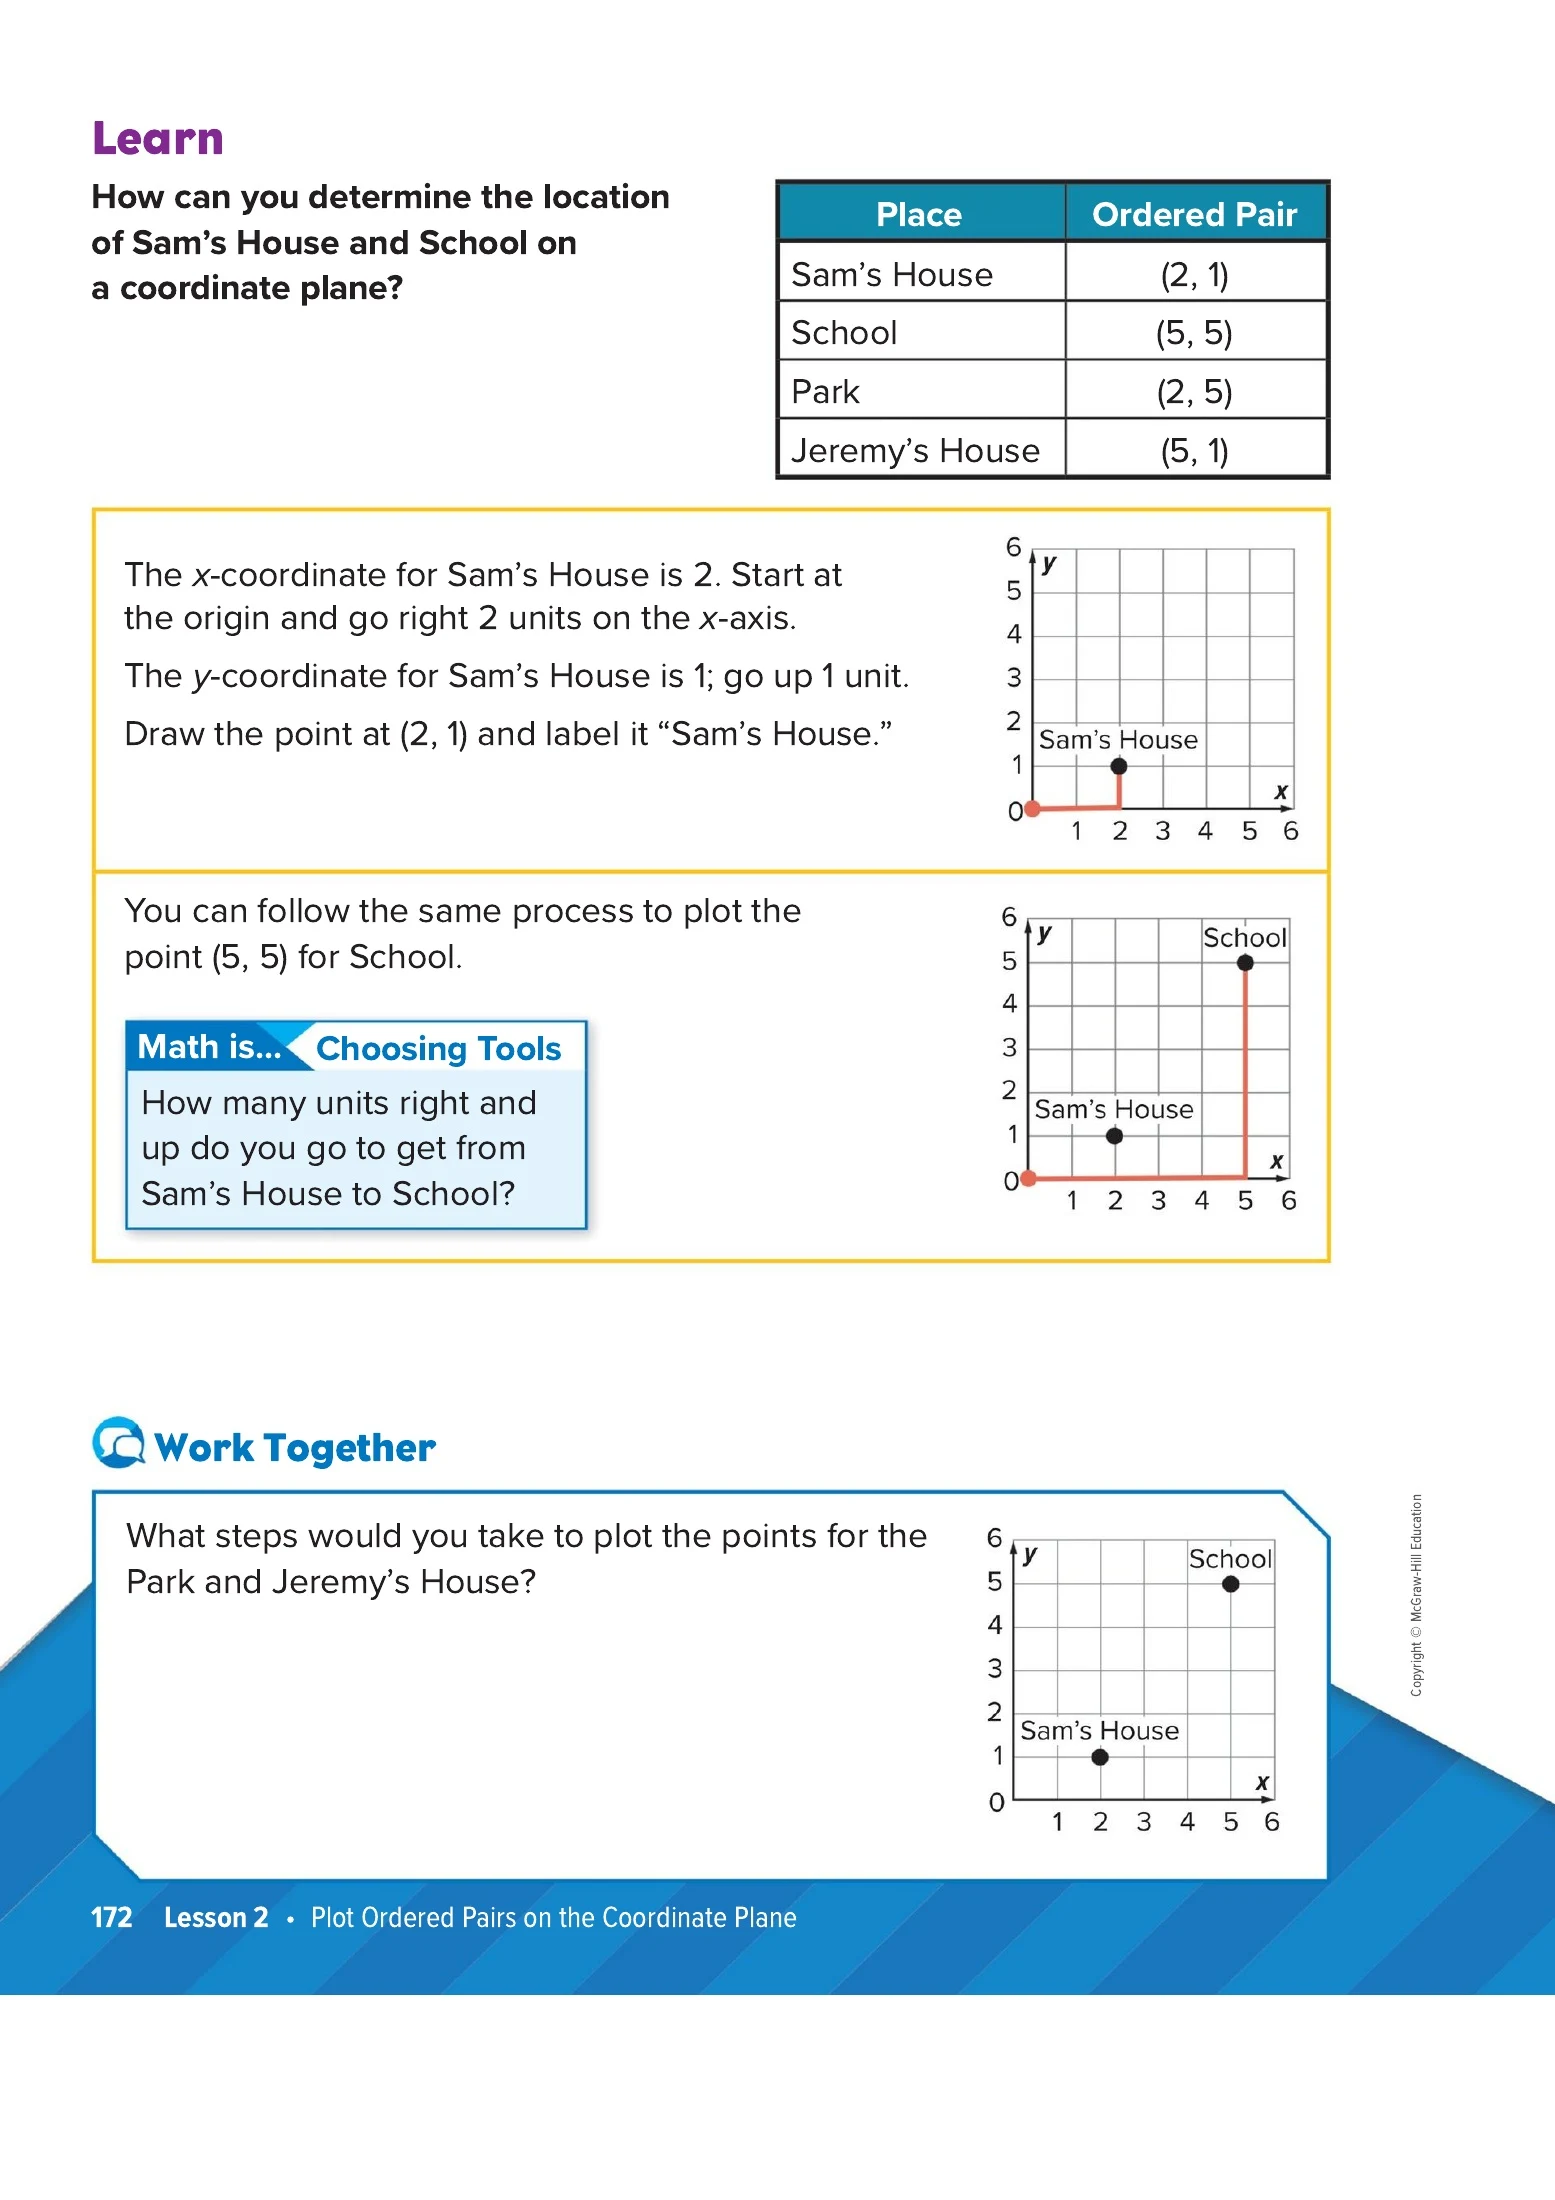 Learn
How can you determine the location
of Sam's House and School on
a coordinate plane?
Place Ordered Pair
Sam's House (2, 1)
School (5, 5)
Park (2, 5)
Jeremy's House (5, 1)
The x-coordinate for Sam's House is 2. Start at
the origin and go right 2 units on the x-axis.
The y-coordinate for Sam's House is 1; go up 1 unit.
Draw the point at (2, 1) and label it “Sam's House.”
6
y
5
4
3
2
Sam's House
1
x
0
1 2 3 4 5 6
You can follow the same process to plot the
point (5, 5) for School.
Math is... Choosing Tools
How many units right and
up do you go to get from
Sam's House to School?
6
y School
5
4
3
2
Sam's House
1
x
0
1 2 3 4 5 6
Work Together
What steps would you take to plot the points for the
Park and Jeremy's House?
6
y School
5
4
3
2
Sam's House
1
x
0
1 2 3 4 5 6
Copyright © McGraw-Hill Education
172 Lesson 2 • Plot Ordered Pairs on the Coordinate Plane